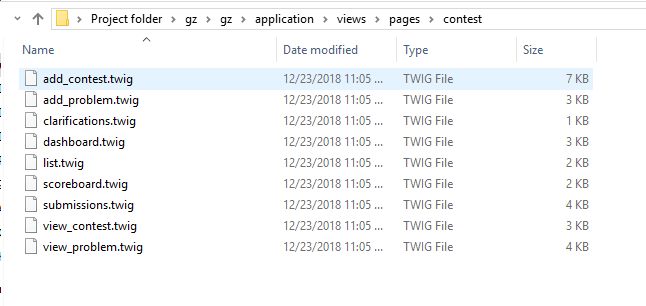 Project folder > gz > gz > application > views > pages > contest
Name Date modified Type Size
add_contest.twig 12/23/2018 11:05 ... TWIG File 7 KB
add_problem.twig 12/23/2018 11:05 ... TWIG File 3 KB
clarifications.twig 12/23/2018 11:05 ... TWIG File 1 KB
dashboard.twig 12/23/2018 11:05 ... TWIG File 3 KB
list.twig 12/23/2018 11:05 ... TWIG File 2 KB
scoreboard.twig 12/23/2018 11:05 ... TWIG File 2 KB
submissions.twig 12/23/2018 11:05 ... TWIG File 4 KB
view_contest.twig 12/23/2018 11:05 ... TWIG File 3 KB
view_problem.twig 12/23/2018 11:05 ... TWIG File 4 KB